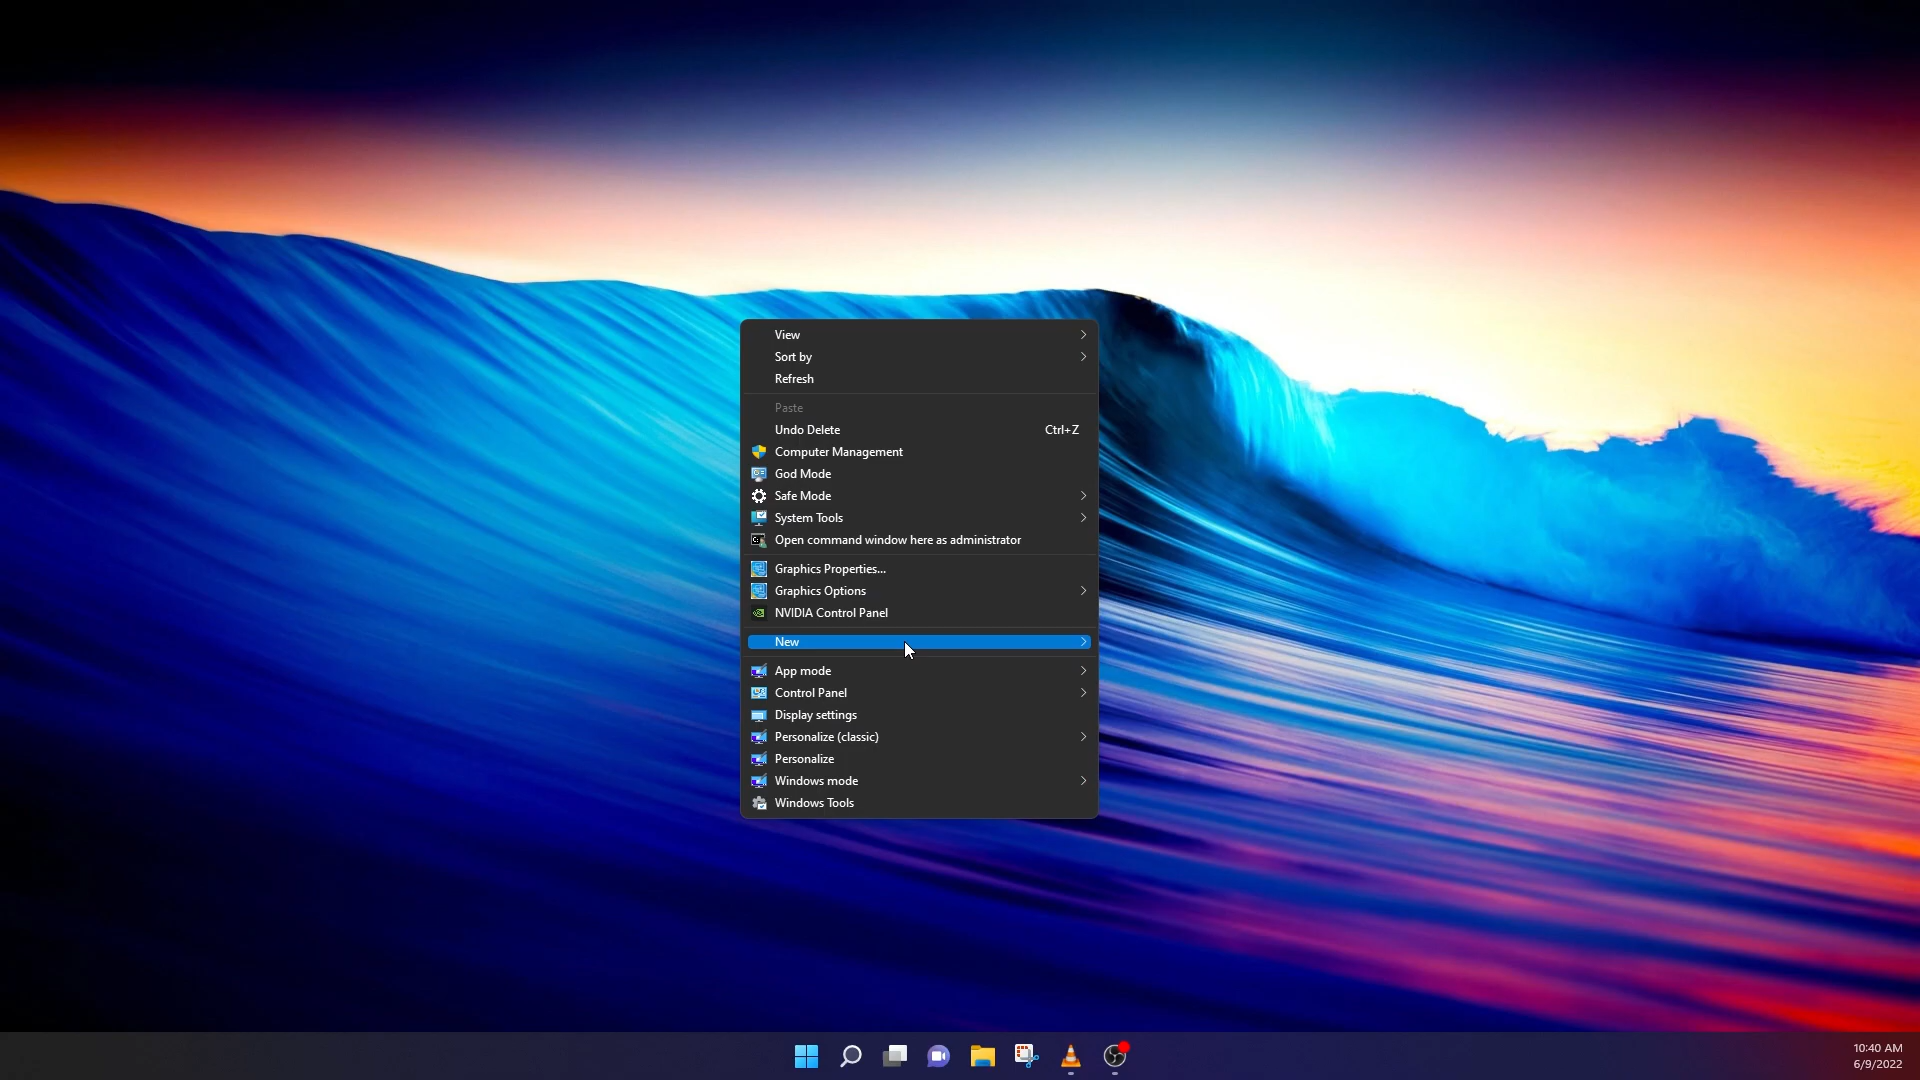 View
Sort by
Refresh
Paste
Undo Delete Ctrl+Z
Computer Management
God Mode
Safe Mode
System Tools
Open command window here as administrator
Graphics Properties...
Graphics Options
NVIDIA Control Panel
New
App mode
Control Panel
Display settings
Personalize (classic)
Personalize
Windows mode
Windows Tools
10:40 AM
6/9/2022